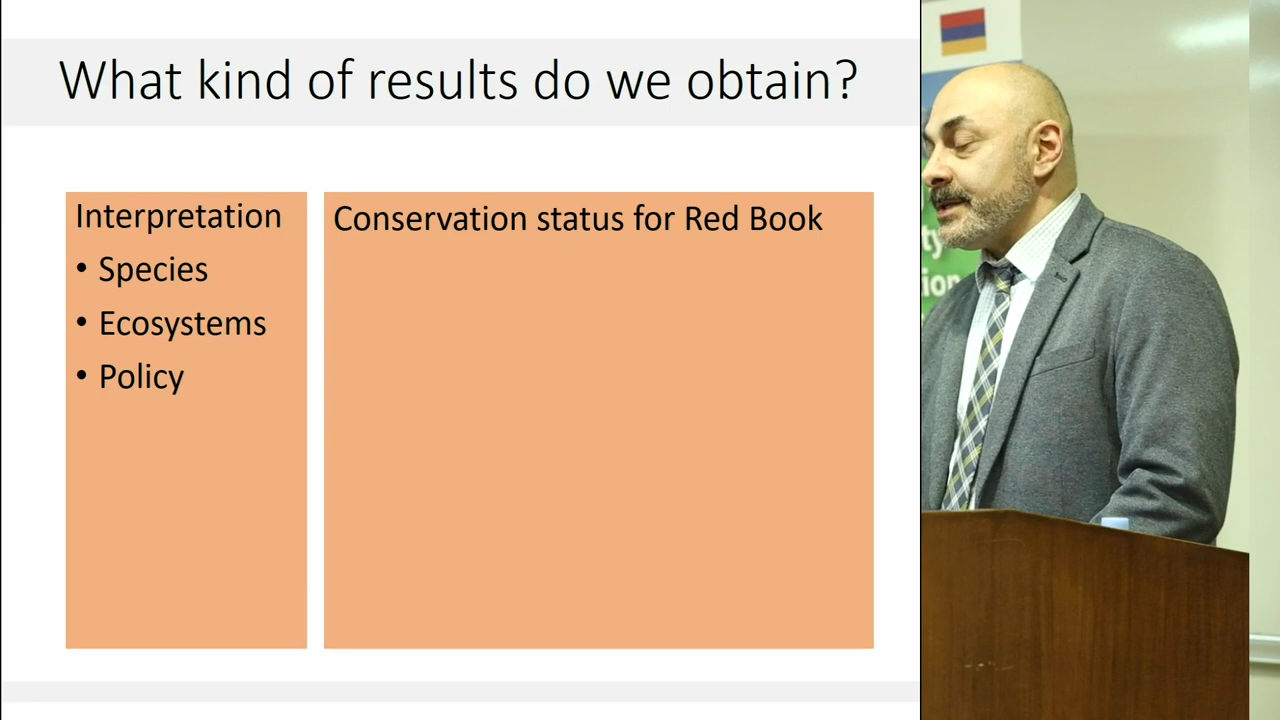 What kind of results do we obtain?
Interpretation
• Species
• Ecosystems
• Policy
Conservation status for Red Book